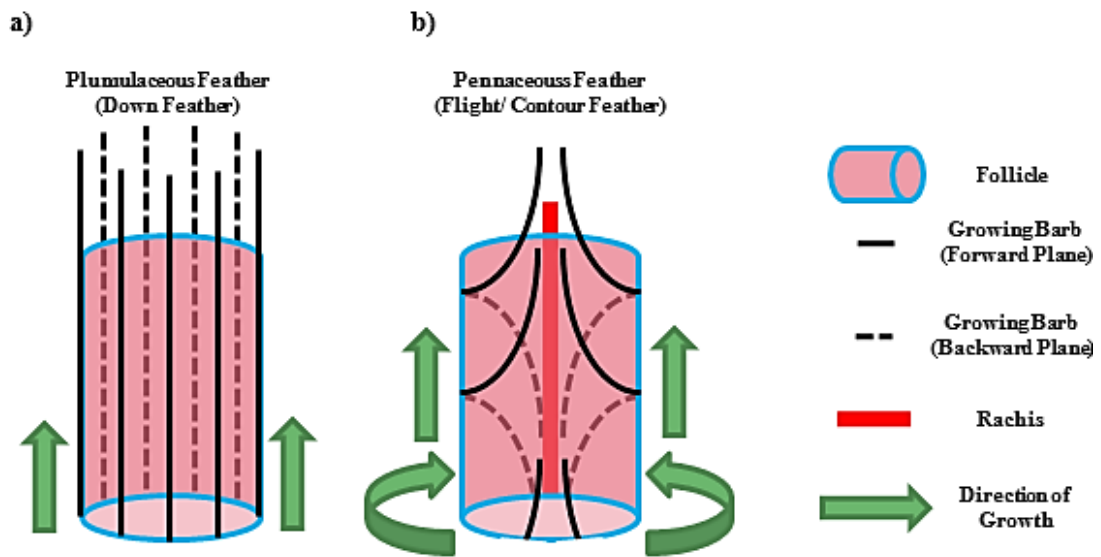 a)
Plumulaceous Feather
(Down Feather)
b)
Pennaceouss Feather
(Flight/ Contour Feather)
Follicle
Growing Barb
(Forward Plane)
Growing Barb
(Backward Plane)
Rachis
Direction of
Growth